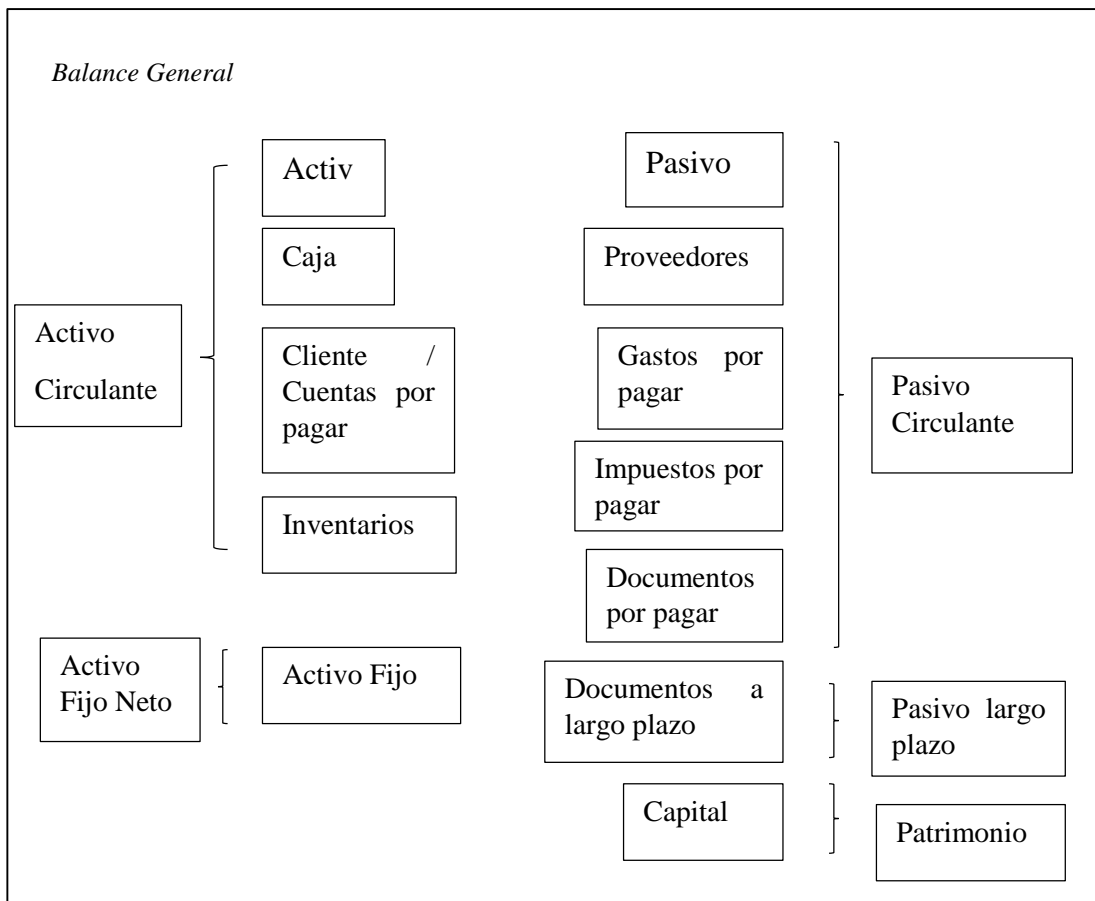 Balance General
Activ
Caja
Activo
Circulante
Cliente /
Cuentas por
pagar
Inventarios
Activo
Fijo Neto
Activo Fijo
Pasivo
Proveedores
Gastos por
pagar
Impuestos por
pagar
Documentos
por pagar
Pasivo
Circulante
Documentos a
largo plazo
Pasivo largo
plazo
Capital
Patrimonio